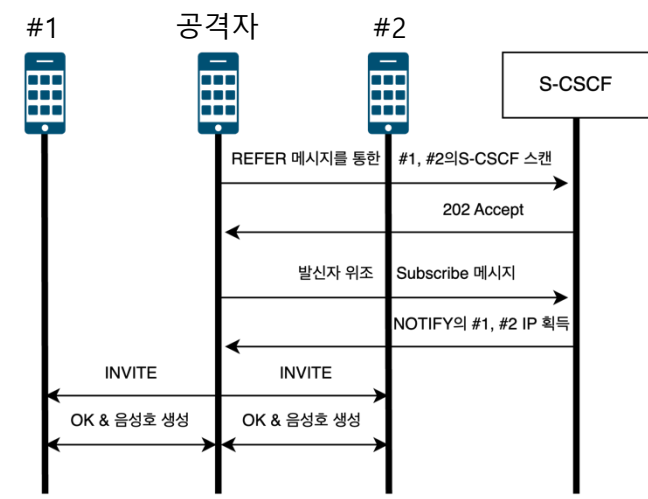 #1 공격자 #2
S-CSCF
REFER 메시지를 통한 #1, #2의S-CSCF 스캔
202 Accept
발신자 위조 Subscribe 메시지
NOTIFY의 #1, #2 IP 획득
INVITE INVITE
OK & 음성호 생성 OK & 음성호 생성